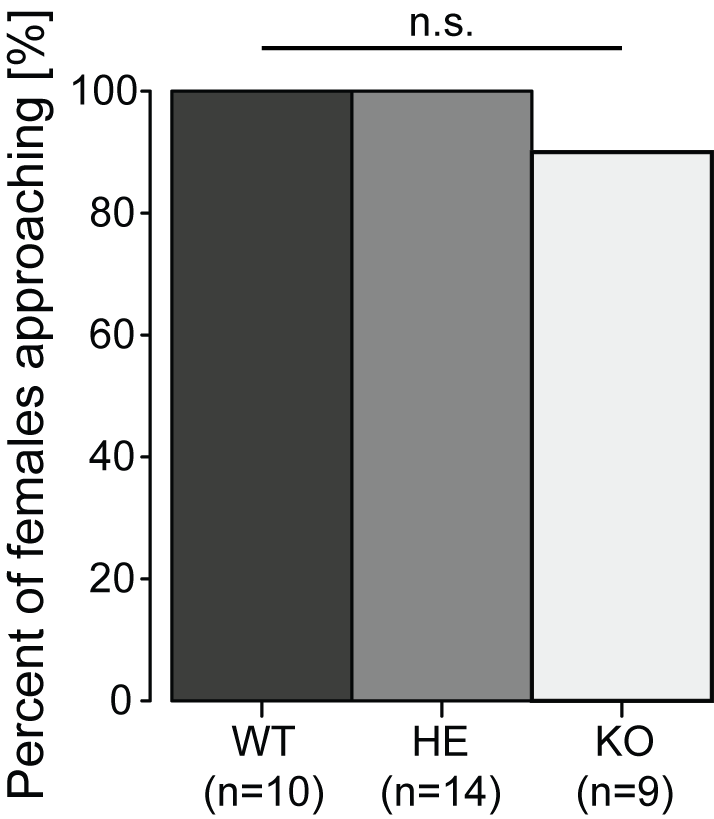 n.s.
Percent of females approaching [%]
100
80
60
40
20
0
WT HE KO
(n=10) (n=14) (n=9)